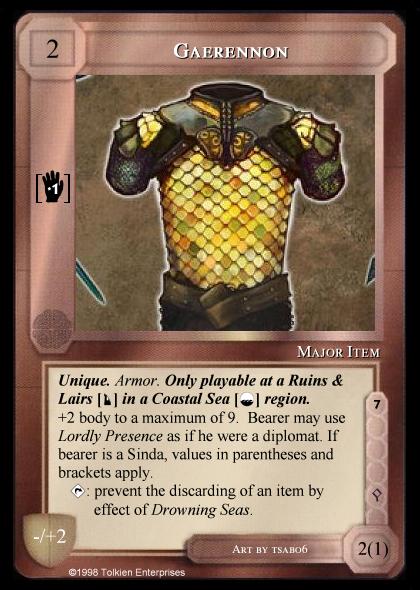 2
GAERENNON
[-1]
MAJOR ITEM
Unique. Armor. Only playable at a Ruins &
Lairs [ ] in a Coastal Sea [ ] region.
+2 body to a maximum of 9. Bearer may use
Lordly Presence as if he were a diplomat. If
bearer is a Sinda, values in parentheses and
brackets apply.
: prevent the discarding of an item by
effect of Drowning Seas.
7
-/+2
ART BY TSABO6
2(1)
©1998 Tolkien Enterprises